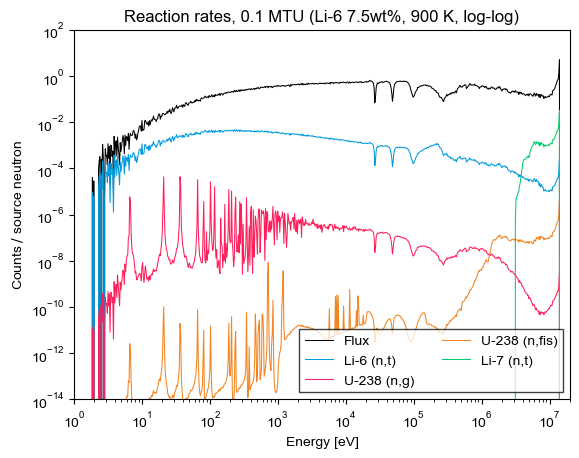 Reaction rates, 0.1 MTU (Li-6 7.5wt%, 900 K, log-log)
10^2
10^0
10^-2
10^-4
10^-6
10^-8
10^-10
10^-12
10^-14
Counts / source neutron
Flux
Li-6 (n,t)
U-238 (n,g)
U-238 (n,fis)
Li-7 (n,t)
10^0 10^1 10^2 10^3 10^4 10^5 10^6 10^7
Energy [eV]